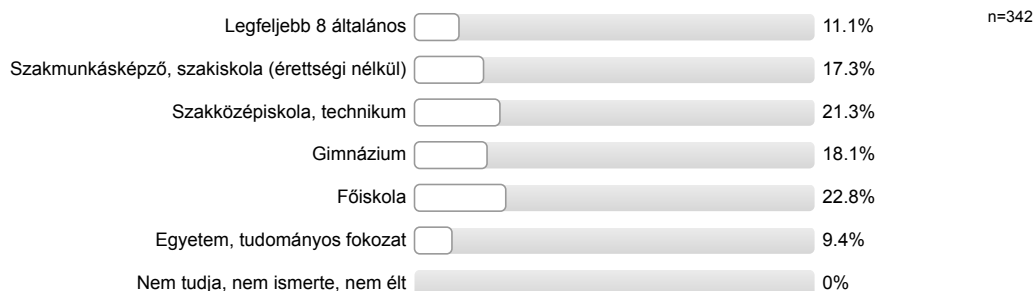 Legfeljebb 8 általános 11.1% n=342
Szakmunkásképző, szakiskola (érettségi nélkül) 17.3%
Szakközépiskola, technikum 21.3%
Gimnázium 18.1%
Főiskola 22.8%
Egyetem, tudományos fokozat 9.4%
Nem tudja, nem ismerte, nem élt 0%